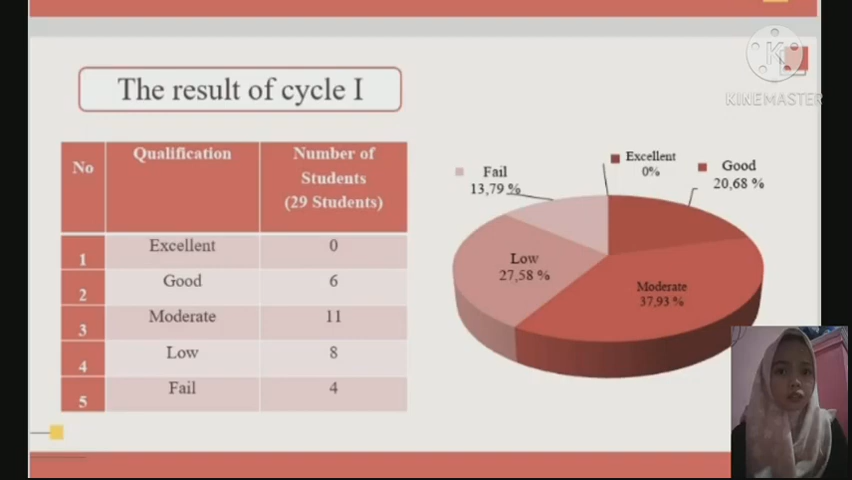 The result of cycle I
No Qualification Number of
Students
(29 Students)
1 Excellent 0
2 Good 6
3 Moderate 11
4 Low 8
5 Fail 4
Excellent
0%
Good
20,68 %
Fail
13,79 %
Low
27,58 %
Moderate
37,93 %
K
KINEMASTER